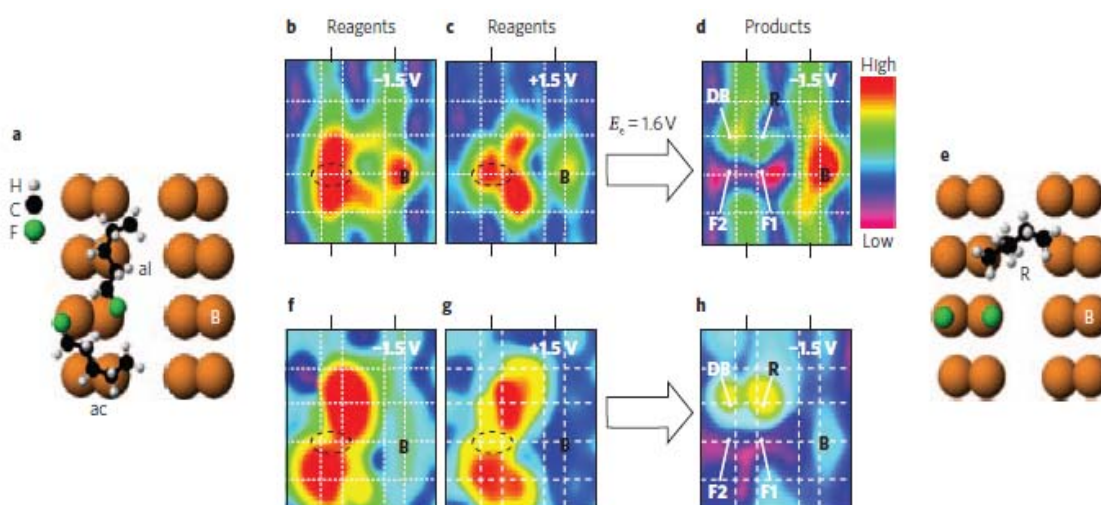 b Reagents
c Reagents
d Products
−1.5 V
+1.5 V
−1.5 V
High
Low
DB
R
B
B
B
F2
F1
E_c = 1.6 V
a
H
C
F
al
B
ac
e
R
B
f
g
h
−1.5 V
+1.5 V
−1.5 V
DB
R
B
B
B
F2
F1